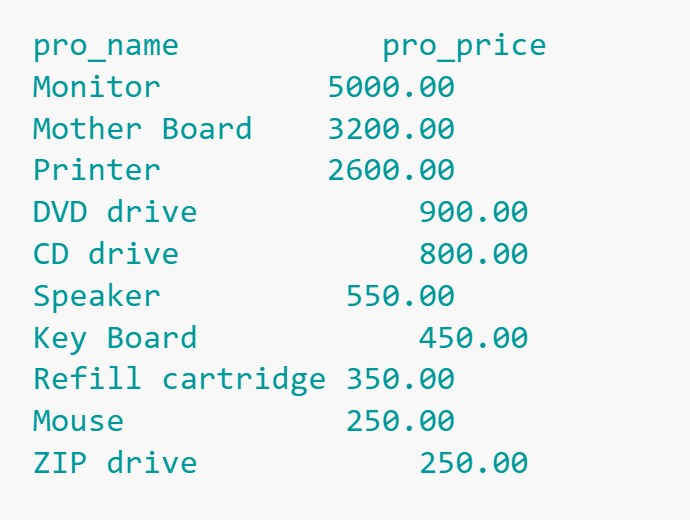 pro_name pro_price
Monitor 5000.00
Mother Board 3200.00
Printer 2600.00
DVD drive 900.00
CD drive 800.00
Speaker 550.00
Key Board 450.00
Refill cartridge 350.00
Mouse 250.00
ZIP drive 250.00